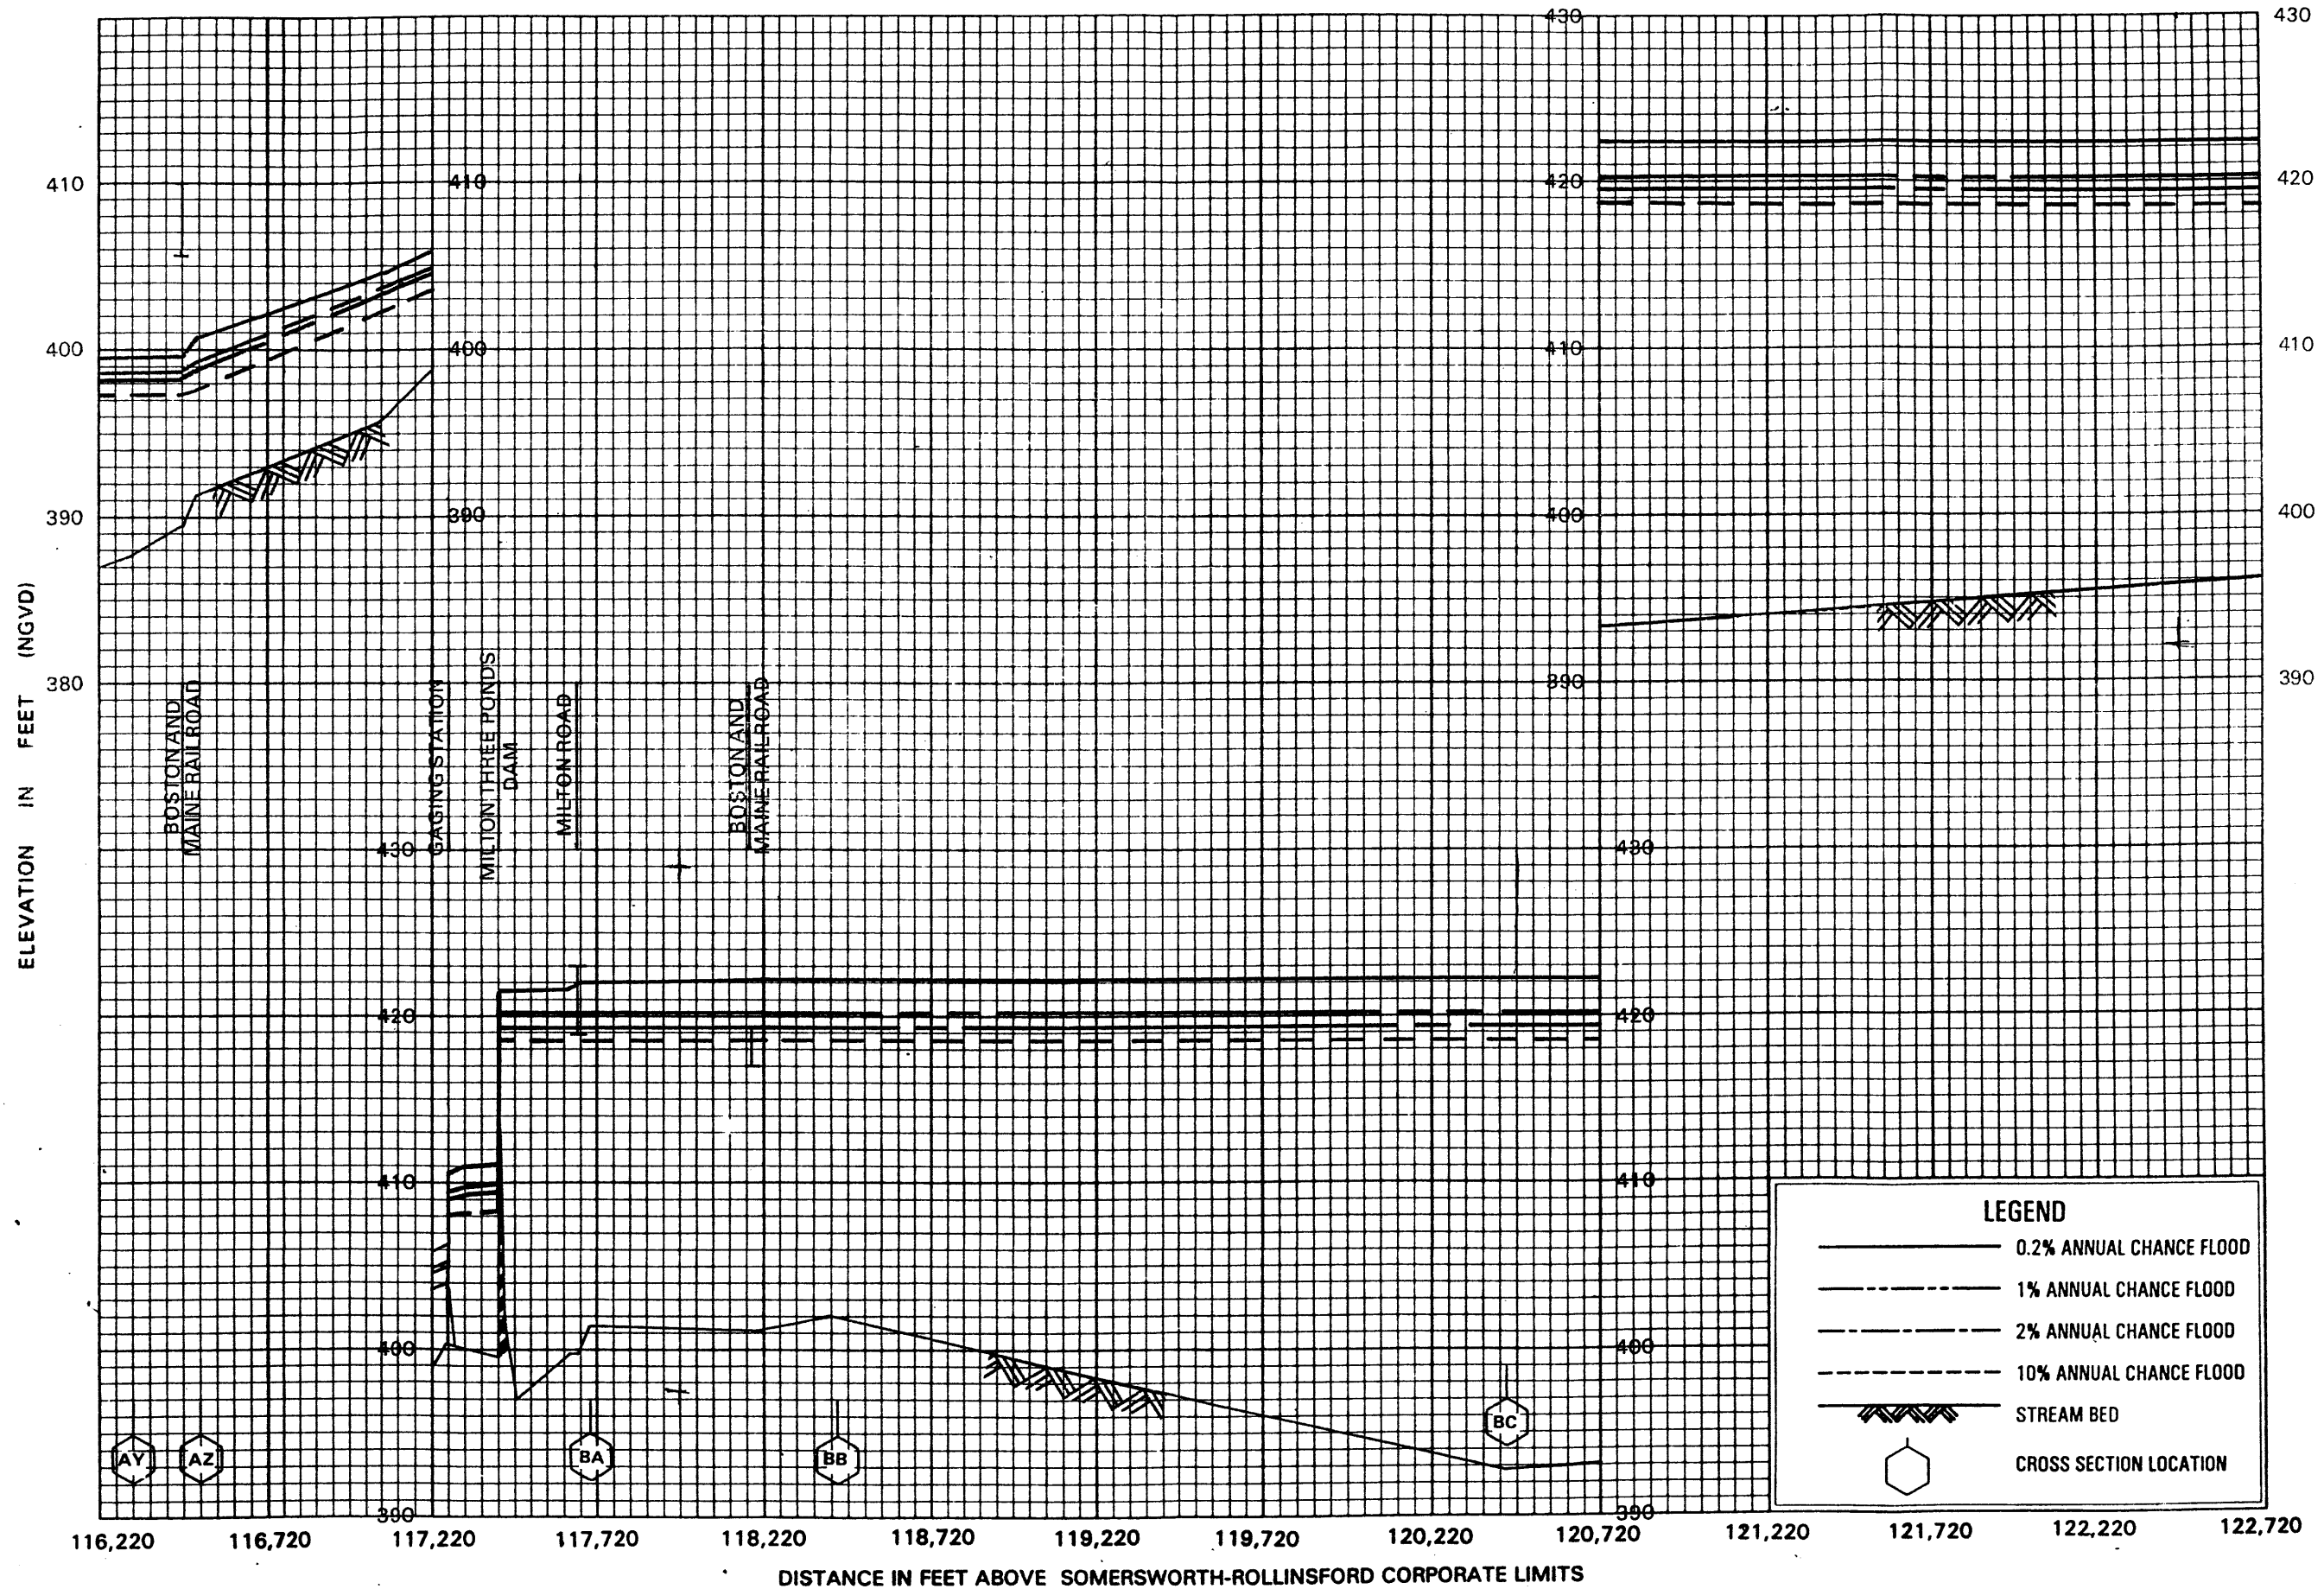 430
430
410
410
420
420
400
400
410
410
390
390
400
400
380
390
390
ELEVATION IN FEET (NGVD)
BOSTON AND
MAINE RAILROAD
GAGING STATION
MILTON THREE PONDS
DAM
MILTON ROAD
BOSTON AND
MAINE RAILROAD
430
430
420
420
410
410
400
400
390
390
AY
AZ
BA
BB
BC
LEGEND
0.2% ANNUAL CHANCE FLOOD
1% ANNUAL CHANCE FLOOD
2% ANNUAL CHANCE FLOOD
10% ANNUAL CHANCE FLOOD
STREAM BED
CROSS SECTION LOCATION
116,220 116,720 117,220 117,720 118,220 118,720 119,220 119,720 120,220 120,720 121,220 121,720 122,220 122,720
DISTANCE IN FEET ABOVE SOMERSWORTH-ROLLINSFORD CORPORATE LIMITS